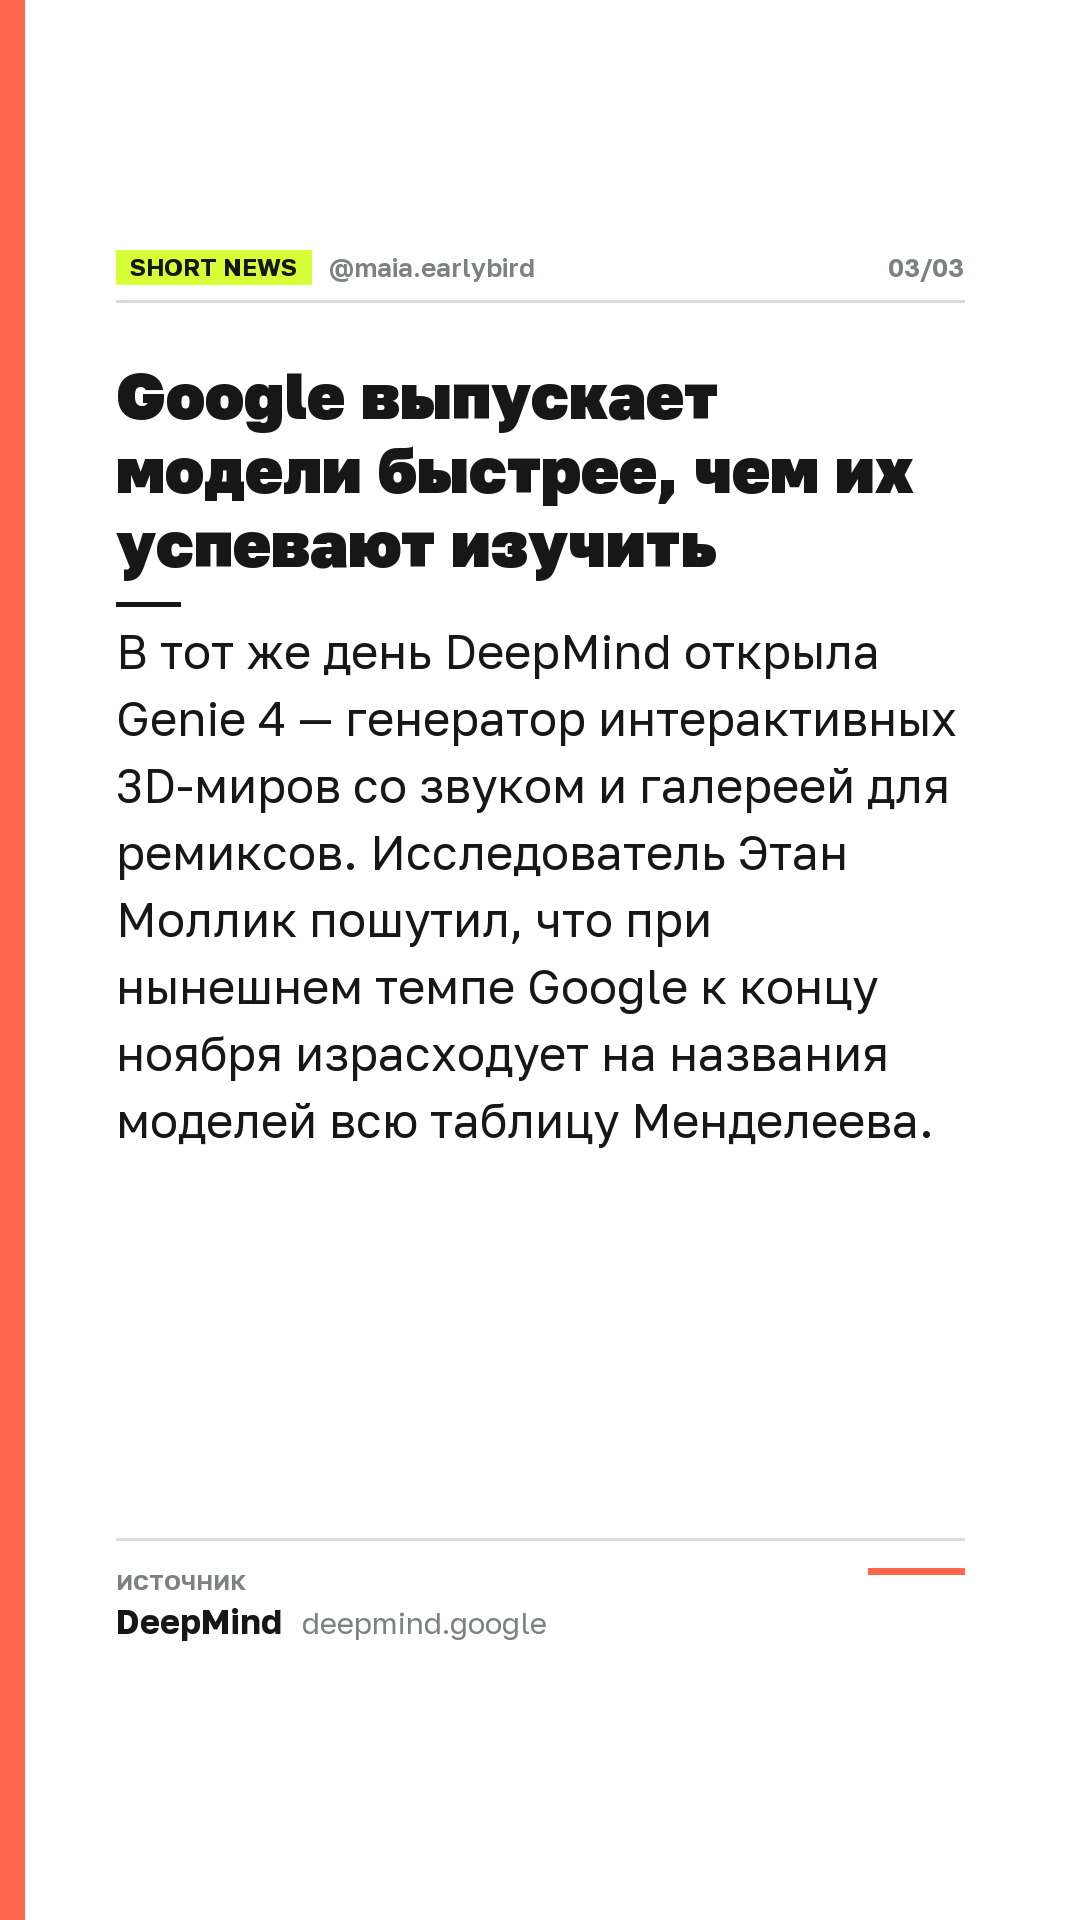 SHORT NEWS @maia.earlybird 03/03
Google выпускает
модели быстрее, чем их
успевают изучить
В тот же день DeepMind открыла
Genie 4 — генератор интерактивных
3D-миров со звуком и галереей для
ремиксов. Исследователь Этан
Моллик пошутил, что при
нынешнем темпе Google к концу
ноября израсходует на названия
моделей всю таблицу Менделеева.
источник
DeepMind deepmind.google